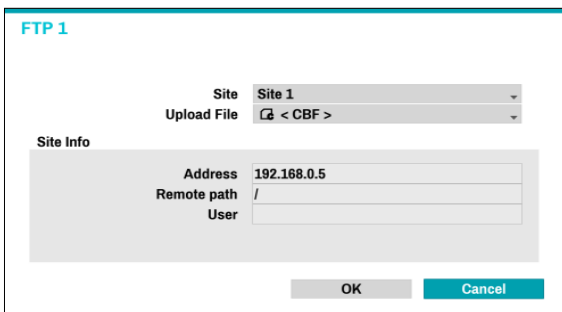 FTP 1
Site Site 1
Upload File < CBF >
Site Info
Address 192.168.0.5
Remote path /
User
OK Cancel